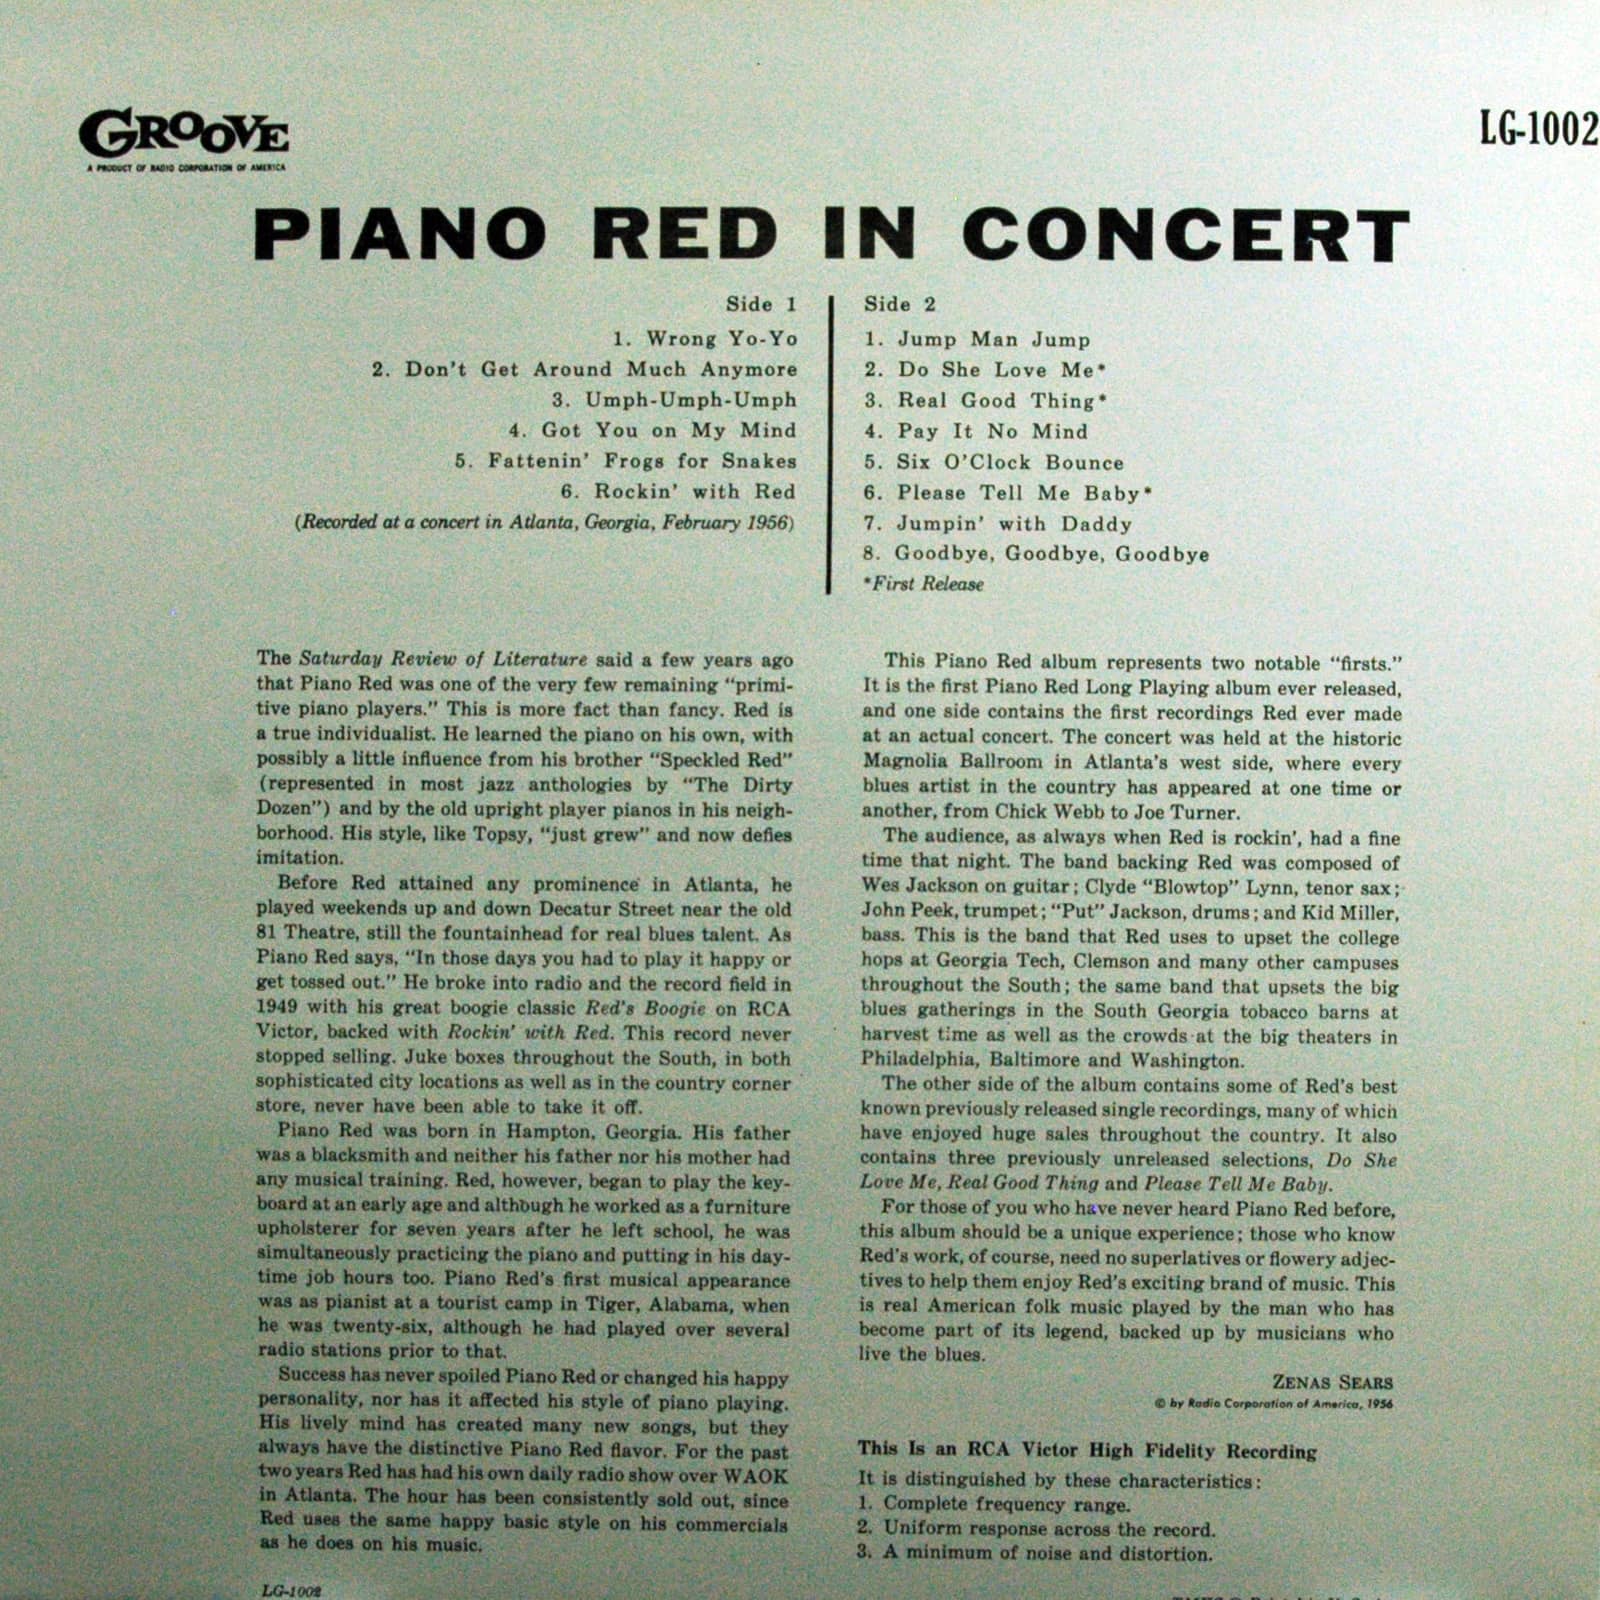 GROOVE
A PRODUCT OF RADIO CORPORATION OF AMERICA
LG-1002
PIANO RED IN CONCERT
Side 1
1. Wrong Yo-Yo
2. Don't Get Around Much Anymore
3. Umph-Umph-Umph
4. Got You on My Mind
5. Fattenin' Frogs for Snakes
6. Rockin' with Red
(Recorded at a concert in Atlanta, Georgia, February 1956)
Side 2
1. Jump Man Jump
2. Do She Love Me*
3. Real Good Thing*
4. Pay It No Mind
5. Six O'Clock Bounce
6. Please Tell Me Baby*
7. Jumpin' with Daddy
8. Goodbye, Goodbye, Goodbye
*First Release
The Saturday Review of Literature said a few years ago
that Piano Red was one of the very few remaining "primi-
tive piano players." This is more fact than fancy. Red is
a true individualist. He learned the piano on his own, with
possibly a little influence from his brother "Speckled Red"
(represented in most jazz anthologies by "The Dirty
Dozen") and by the old upright player pianos in his neigh-
borhood. His style, like Topsy, "just grew" and now defies
imitation.
Before Red attained any prominence in Atlanta, he
played weekends up and down Decatur Street near the old
81 Theatre, still the fountainhead for real blues talent. As
Piano Red says, "In those days you had to play it happy or
get tossed out." He broke into radio and the record field in
1949 with his great boogie classic Red's Boogie on RCA
Victor, backed with Rockin' with Red. This record never
stopped selling. Juke boxes throughout the South, in both
sophisticated city locations as well as in the country corner
store, never have been able to take it off.
Piano Red was born in Hampton, Georgia. His father
was a blacksmith and neither his father nor his mother had
any musical training. Red, however, began to play the key-
board at an early age and although he worked as a furniture
upholsterer for seven years after he left school, he was
simultaneously practicing the piano and putting in his day-
time job hours too. Piano Red's first musical appearance
was as pianist at a tourist camp in Tiger, Alabama, when
he was twenty-six, although he had played over several
radio stations prior to that.
Success has never spoiled Piano Red or changed his happy
personality, nor has it affected his style of piano playing.
His lively mind has created many new songs, but they
always have the distinctive Piano Red flavor. For the past
two years Red has had his own daily radio show over WAOK
in Atlanta. The hour has been consistently sold out, since
Red uses the same happy basic style on his commercials
as he does on his music.
LG-1002
This Piano Red album represents two notable "firsts."
It is the first Piano Red Long Playing album ever released,
and one side contains the first recordings Red ever made
at an actual concert. The concert was held at the historic
Magnolia Ballroom in Atlanta's west side, where every
blues artist in the country has appeared at one time or
another, from Chick Webb to Joe Turner.
The audience, as always when Red is rockin', had a fine
time that night. The band backing Red was composed of
Wes Jackson on guitar; Clyde "Blowtop" Lynn, tenor sax;
John Peek, trumpet; "Put" Jackson, drums; and Kid Miller,
bass. This is the band that Red uses to upset the college
hops at Georgia Tech, Clemson and many other campuses
throughout the South; the same band that upsets the big
blues gatherings in the South Georgia tobacco barns at
harvest time as well as the crowds at the big theaters in
Philadelphia, Baltimore and Washington.
The other side of the album contains some of Red's best
known previously released single recordings, many of which
have enjoyed huge sales throughout the country. It also
contains three previously unreleased selections, Do She
Love Me, Real Good Thing and Please Tell Me Baby.
For those of you who have never heard Piano Red before,
this album should be a unique experience; those who know
Red's work, of course, need no superlatives or flowery adjec-
tives to help them enjoy Red's exciting brand of music. This
is real American folk music played by the man who has
become part of its legend, backed up by musicians who
live the blues.
ZENAS SEARS
© by Radio Corporation of America, 1956
This Is an RCA Victor High Fidelity Recording
It is distinguished by these characteristics:
1. Complete frequency range.
2. Uniform response across the record.
3. A minimum of noise and distortion.